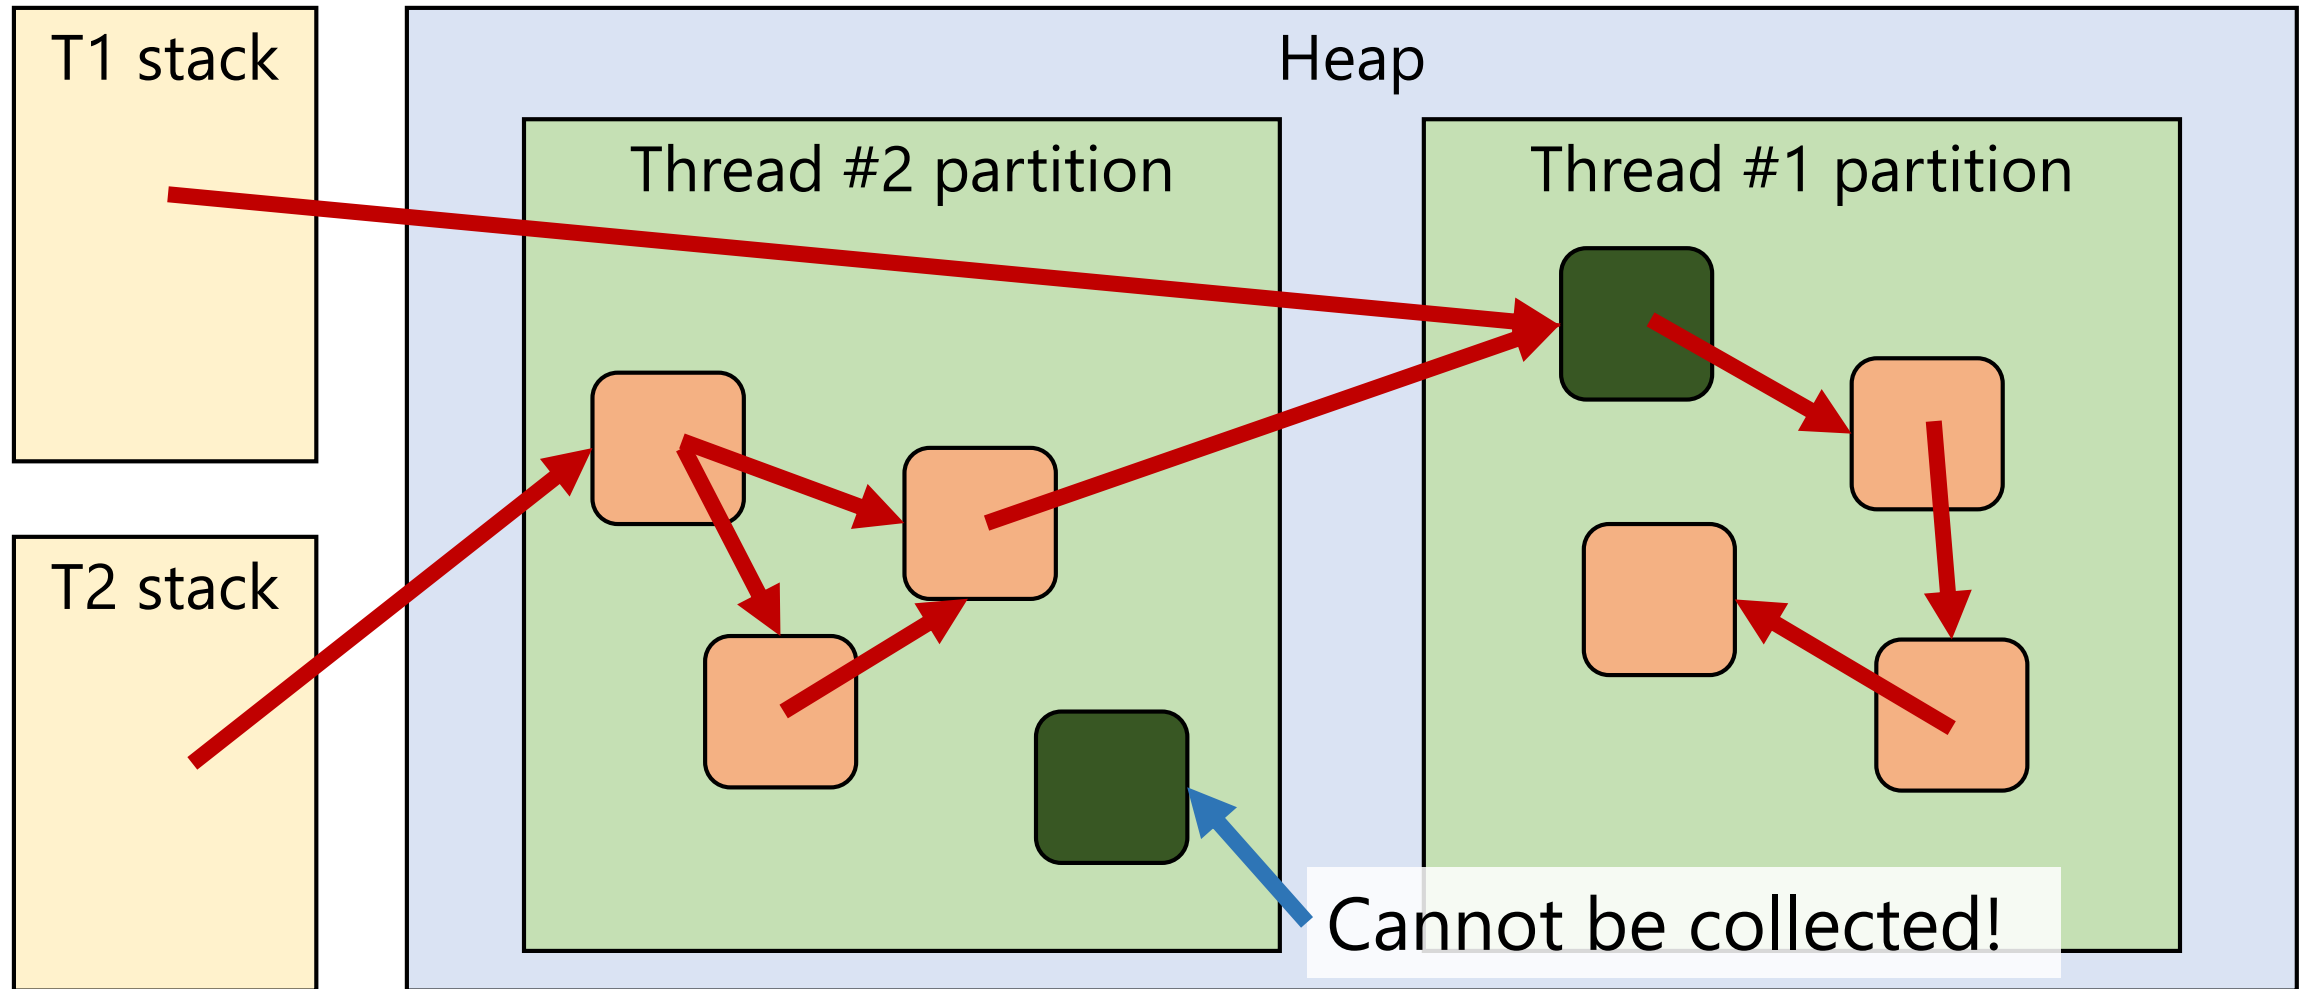 T1 stack
Heap
Thread #2 partition
Thread #1 partition
T2 stack
Cannot be collected!